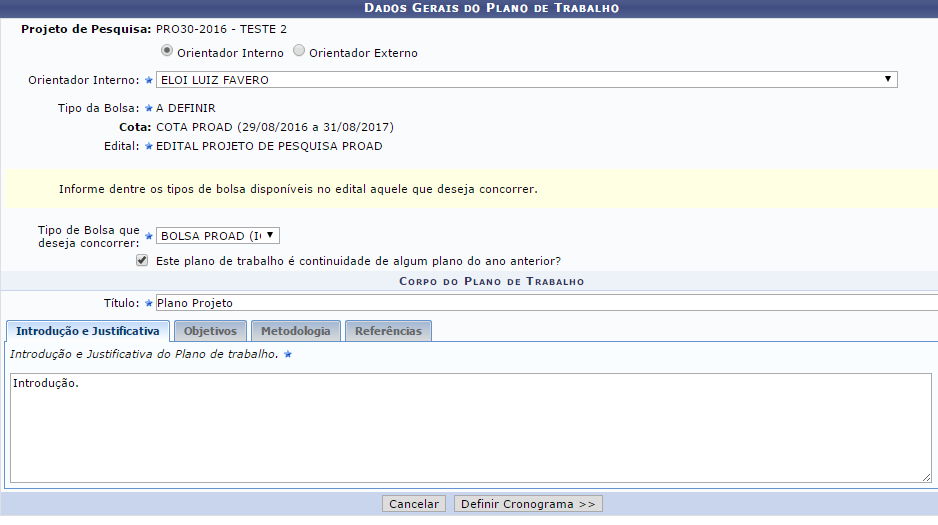 Dados Gerais do Plano de Trabalho
Projeto de Pesquisa: PRO30-2016 - TESTE 2
Orientador Interno Orientador Externo
Orientador Interno: ELOI LUIZ FAVERO
Tipo da Bolsa: A DEFINIR
Cota: COTA PROAD (29/08/2016 a 31/08/2017)
Edital: EDITAL PROJETO DE PESQUISA PROAD
Informe dentre os tipos de bolsa disponíveis no edital aquele que deseja concorrer.
Tipo de Bolsa que
deseja concorrer: BOLSA PROAD (I
Este plano de trabalho é continuidade de algum plano do ano anterior?
Corpo do Plano de Trabalho
Título: Plano Projeto
Introdução e Justificativa Objetivos Metodologia Referências
Introdução e Justificativa do Plano de trabalho.
Introdução.
Cancelar Definir Cronograma >>